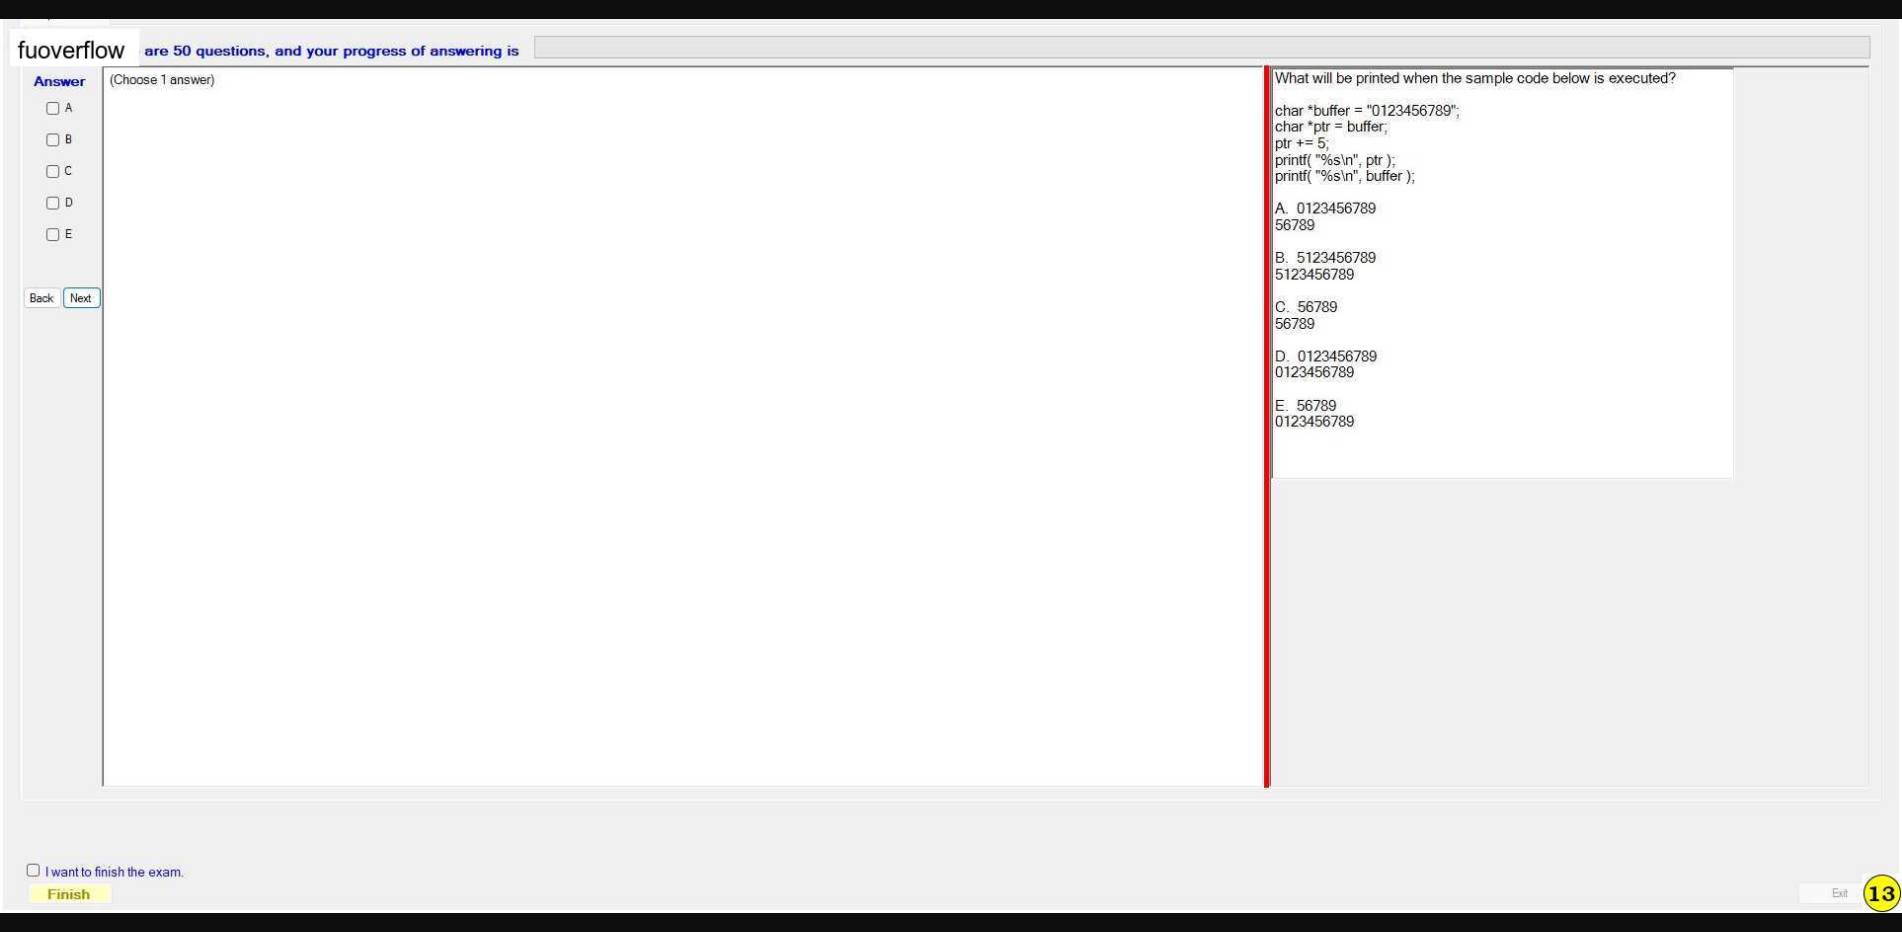 fuoverflow are 50 questions, and your progress of answering is
Answer
(Choose 1 answer)
A
B
C
D
E
Back Next
What will be printed when the sample code below is executed?
char *buffer = "0123456789";
char *ptr = buffer;
ptr += 5;
printf( "%s\n", ptr );
printf( "%s\n", buffer );
A. 0123456789
56789
B. 5123456789
5123456789
C. 56789
56789
D. 0123456789
0123456789
E. 56789
0123456789
I want to finish the exam.
Finish
Exit
13